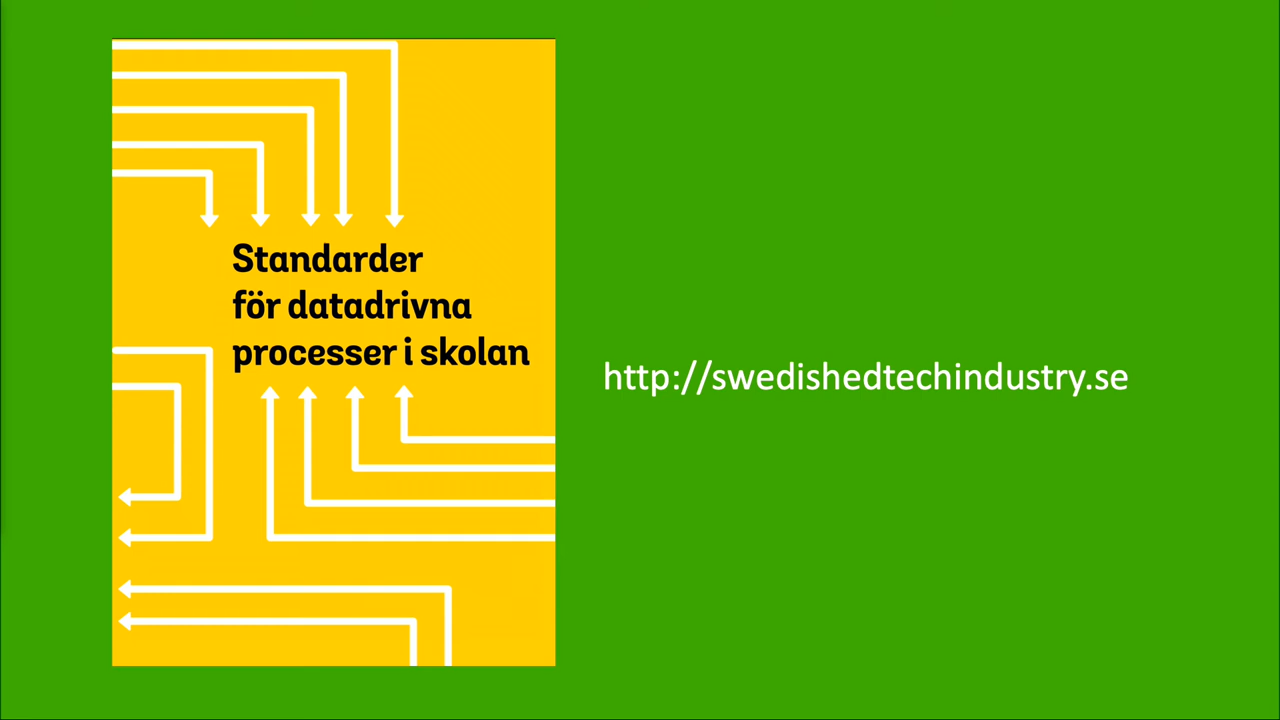 Standarder
för datadrivna
processer i skolan
http://swedishedtechindustry.se